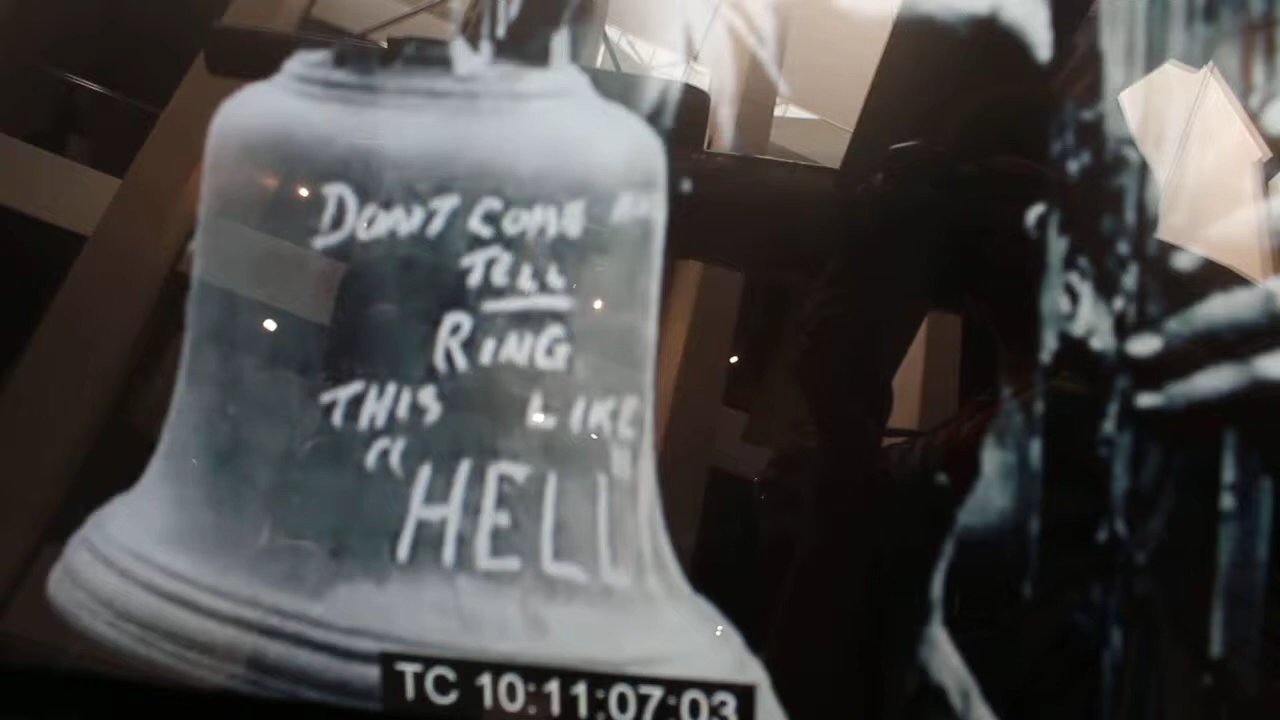 DONT COME
TELL
RING
THIS LIKE
"HELL"
TC 10:11:07:03